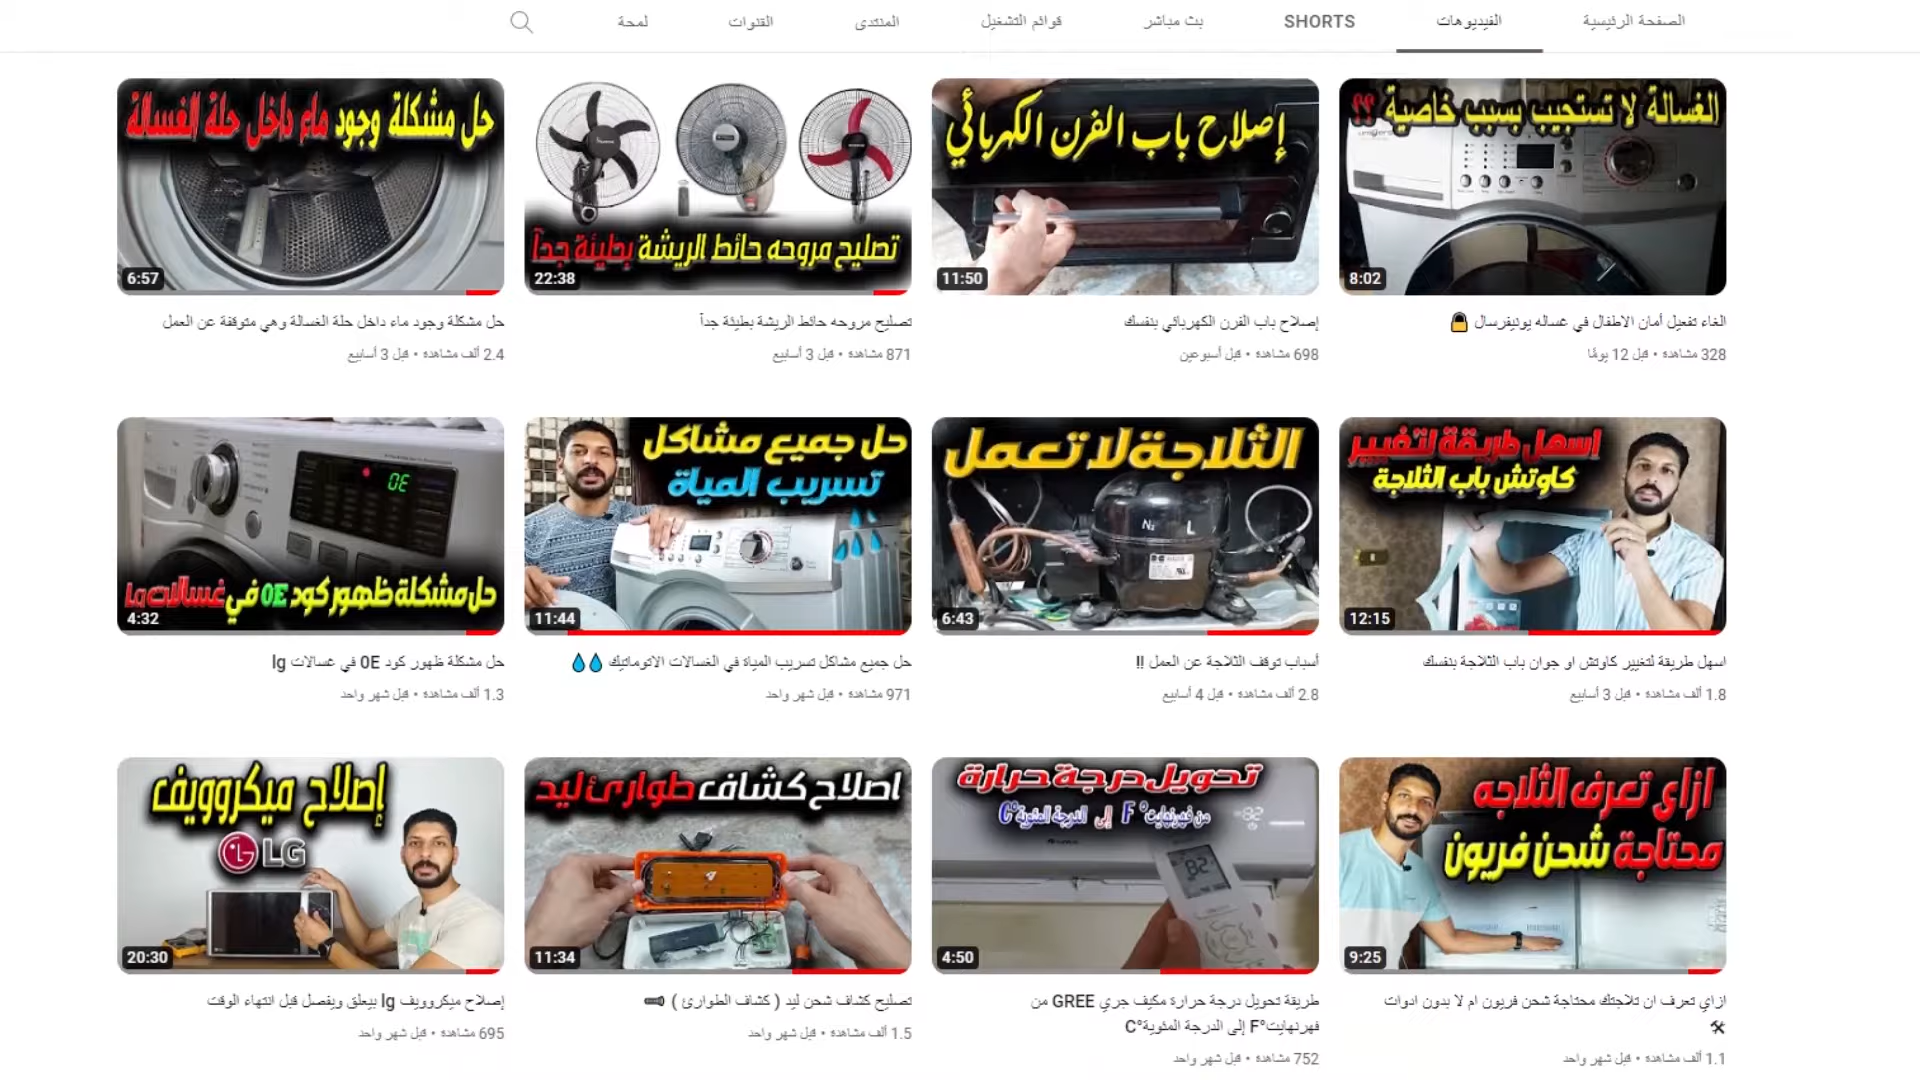 الصفحة الرئيسية
الفيديوهات
SHORTS
بث مباشر
قوائم التشغيل
المنتدى
القنوات
لمحة
الغسالة لا تستجيب بسبب خاصية ؟؟
8:02
الغاء تفعيل أمان الاطفال في غساله يونيفرسال 🔒
328 مشاهدة • قبل 12 يومًا
إصلاح باب الفرن الكهربائي
11:50
إصلاح باب الفرن الكهربائي بنفسك
698 مشاهدة • قبل أسبوعين
تصليح مروحه حائط الريشة بطيئة جداً
22:38
تصليح مروحه حائط الريشة بطيئة جداً
871 مشاهدة • قبل 3 أسابيع
حل مشكلة وجود ماء داخل حلة الغسالة
6:57
حل مشكلة وجود ماء داخل حلة الغسالة وهي متوقفة عن العمل
2.4 ألف مشاهدة • قبل 3 أسابيع
اسهل طريقة لتغيير
كاوتش باب الثلاجة
12:15
اسهل طريقة لتغيير كاوتش او جوان باب الثلاجة بنفسك
1.8 ألف مشاهدة • قبل 3 أسابيع
الثلاجة لا تعمل
N₂ L
6:43
أسباب توقف الثلاجة عن العمل !!
2.8 ألف مشاهدة • قبل 4 أسابيع
حل جميع مشاكل
تسريب المياة
11:44
حل جميع مشاكل تسريب المياة في الغسالات الاتوماتيك 💧💧
971 مشاهدة • قبل شهر واحد
0E
حل مشكلة ظهور كود 0E في غسالات LG
4:32
حل مشكلة ظهور كود 0E في غسالات lg
1.3 ألف مشاهدة • قبل شهر واحد
ازاى تعرف الثلاجه
محتاجة شحن فريون
9:25
ازاي تعرف ان تلاجتك محتاجة شحن فريون ام لا بدون ادوات
🛠
1.1 ألف مشاهدة • قبل شهر واحد
تحويل درجة حرارة
من فهرنهايت F° إلى الدرجة المئوية C°
82
4:50
طريقة تحويل درجة حرارة مكيف جري GREE من
فهرنهايت°F إلى الدرجة المئوية°C
752 مشاهدة • قبل شهر واحد
اصلاح كشاف طوارئ ليد
11:34
تصليح كشاف شحن ليد ( كشاف الطوارئ ) 🔦
1.5 ألف مشاهدة • قبل شهر واحد
إصلاح ميكروويف
LG
20:30
إصلاح ميكروويف lg بيعلق ويفصل قبل انتهاء الوقت
695 مشاهدة • قبل شهر واحد